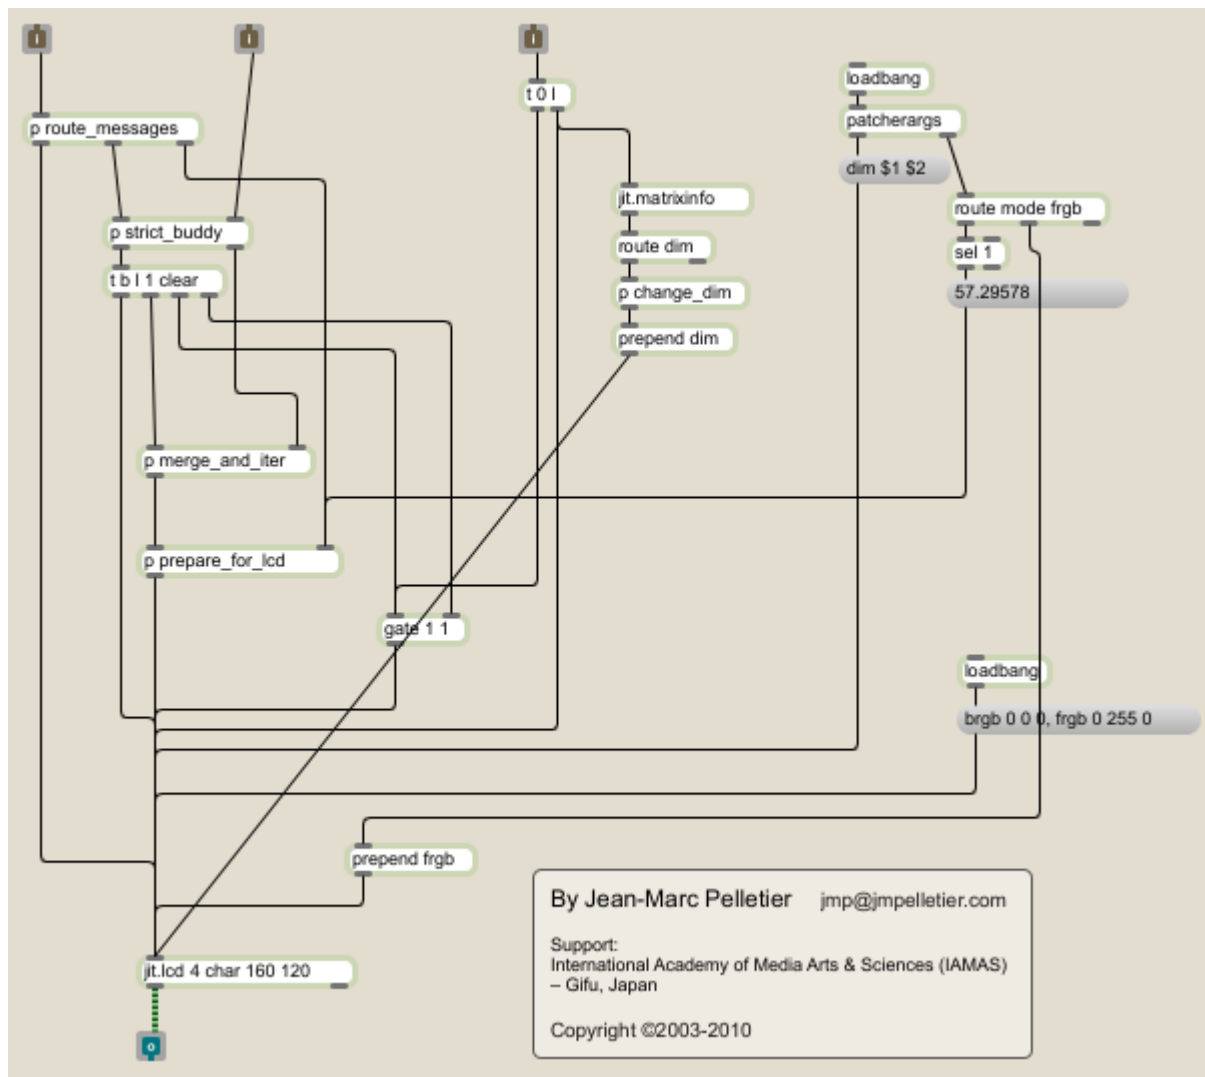 i
i
i
t 0 l
loadbang
p route_messages
patcherargs
dim $1 $2
jit.matrixinfo
route mode frgb
p strict_buddy
route dim
sel 1
t b l 1 clear
p change_dim
57.29578
prepend dim
p merge_and_iter
p prepare_for_lcd
gate 1 1
loadbang
brgb 0 0 0, frgb 0 255 0
prepend frgb
By Jean-Marc Pelletier jmp@jmpelletier.com
Support:
International Academy of Media Arts & Sciences (IAMAS)
– Gifu, Japan
Copyright ©2003-2010
jit.lcd 4 char 160 120
o